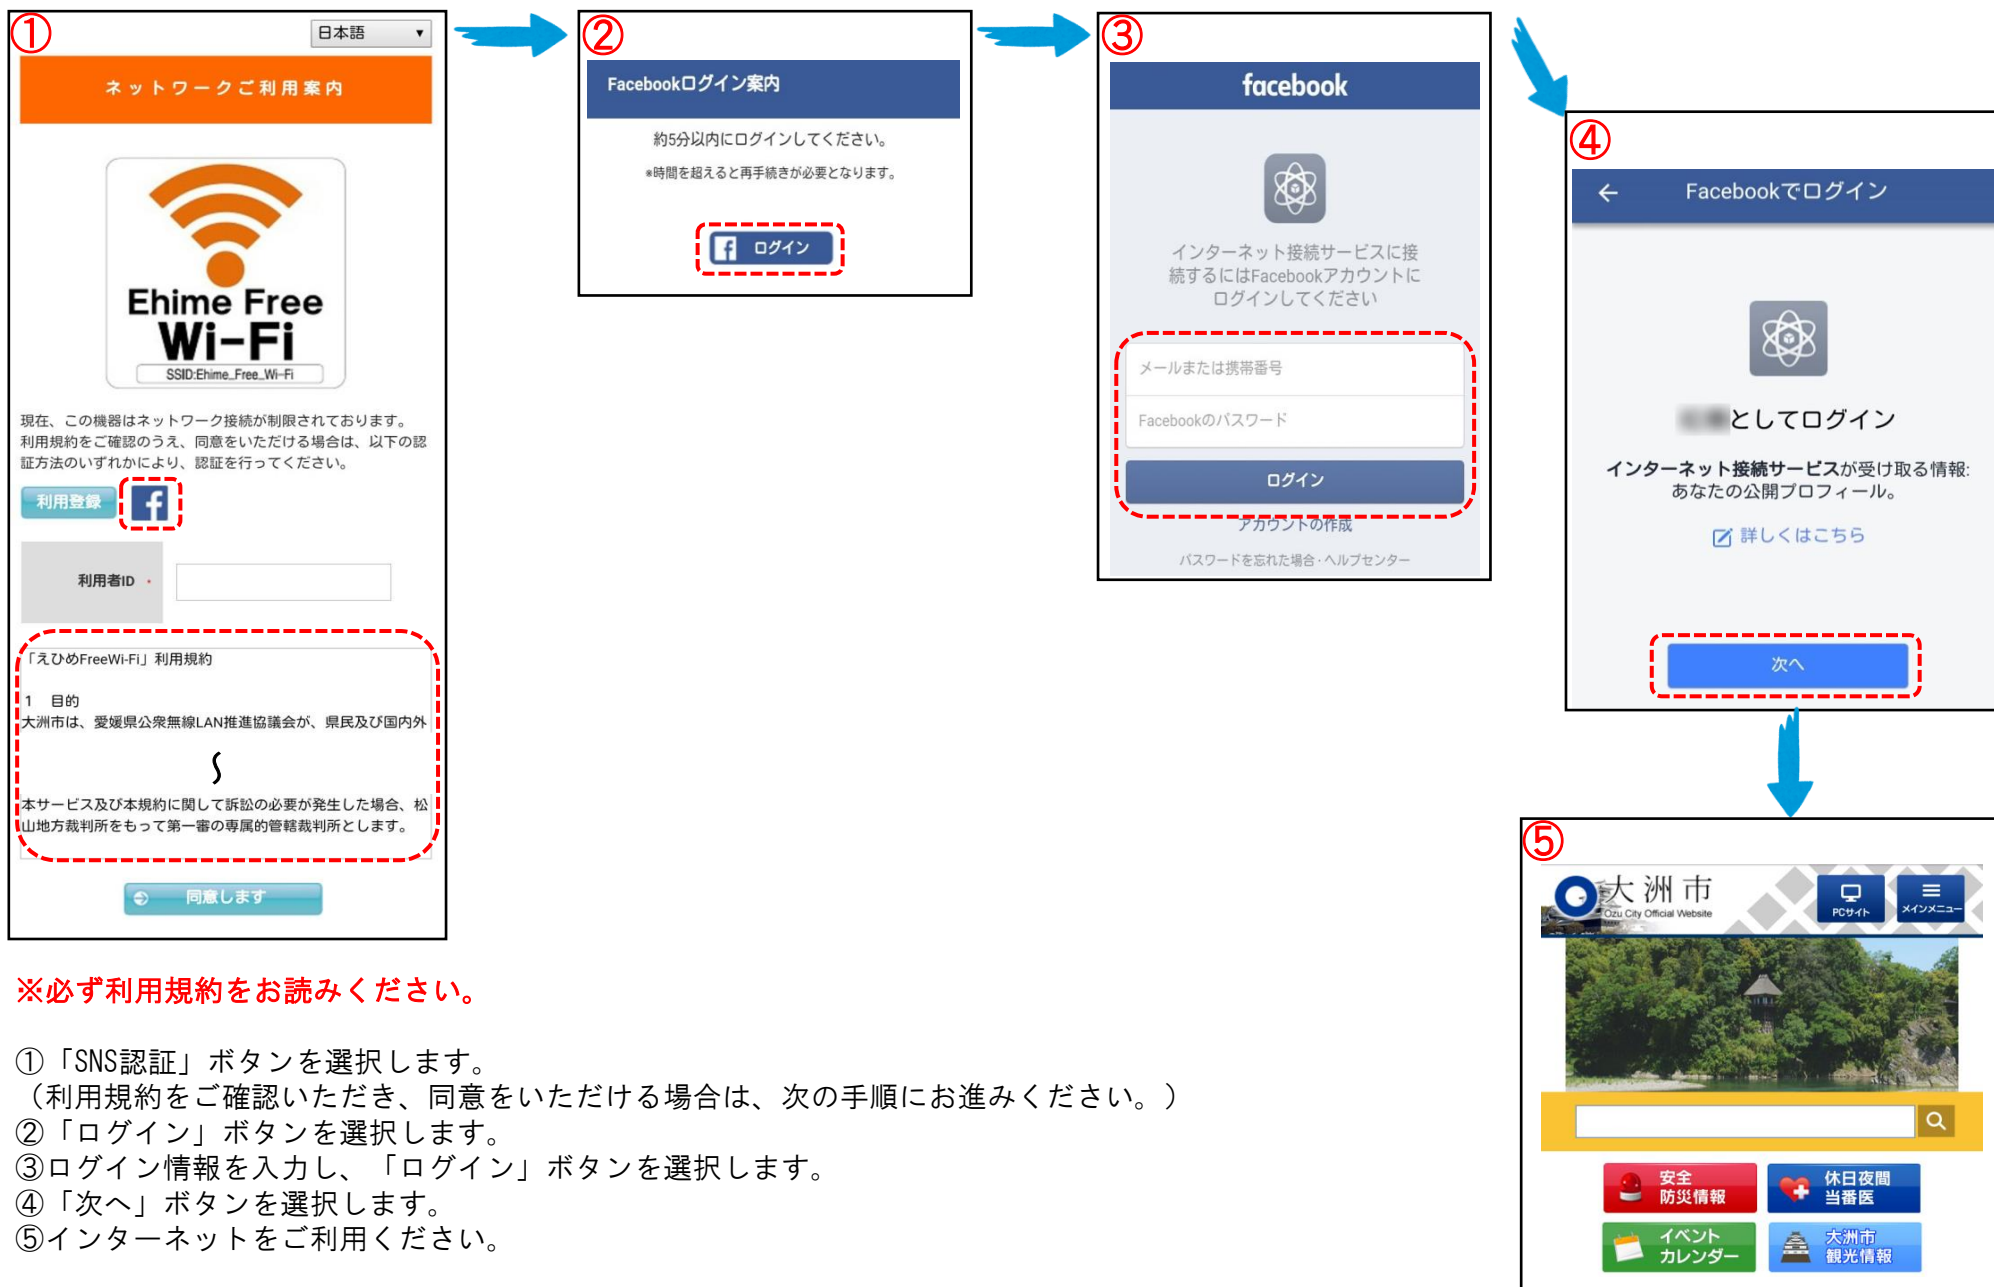 ①
日本語 ▼
ネットワークご利用案内
Ehime Free
Wi-Fi
SSID:Ehime_Free_Wi-Fi
現在、この機器はネットワーク接続が制限されております。
利用規約をご確認のうえ、同意をいただける場合は、以下の認
証方法のいずれかにより、認証を行ってください。
利用登録
f
利用者ID
「えひめFreeWi-Fi」利用規約
1 目的
大洲市は、愛媛県公衆無線LAN推進協議会が、県民及び国内外
〜
本サービス及び本規約に関して訴訟の必要が発生した場合、松
山地方裁判所をもって第一審の専属的管轄裁判所とします。
同意します
②
Facebookログイン案内
約5分以内にログインしてください。
※時間を超えると再手続きが必要となります。
f ログイン
③
facebook
インターネット接続サービスに接
続するにはFacebookアカウントに
ログインしてください
メールまたは携帯番号
Facebookのパスワード
ログイン
アカウントの作成
パスワードを忘れた場合・ヘルプセンター
④
← Facebookでログイン
としてログイン
インターネット接続サービスが受け取る情報:
あなたの公開プロフィール。
詳しくはこちら
次へ
⑤
大洲市
Ozu City Official Website
PCサイト
メインメニュー
安全
防災情報
休日夜間
当番医
イベント
カレンダー
大洲市
観光情報
※必ず利用規約をお読みください。
①「SNS認証」ボタンを選択します。
（利用規約をご確認いただき、同意をいただける場合は、次の手順にお進みください。）
②「ログイン」ボタンを選択します。
③ログイン情報を入力し、「ログイン」ボタンを選択します。
④「次へ」ボタンを選択します。
⑤インターネットをご利用ください。